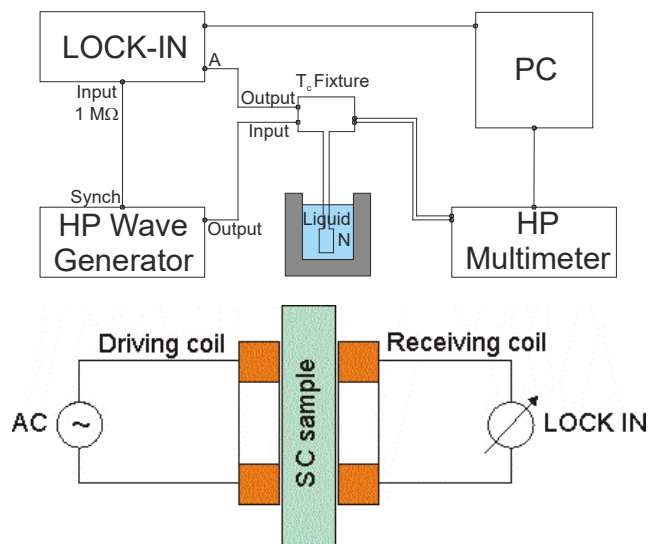 LOCK-IN
A
PC
Tc Fixture
Input
1 MΩ
Output
Input
Synch
HP Wave
Generator
Output
Liquid
N
HP
Multimeter
Driving coil
Receiving coil
SC sample
AC
~
LOCK IN